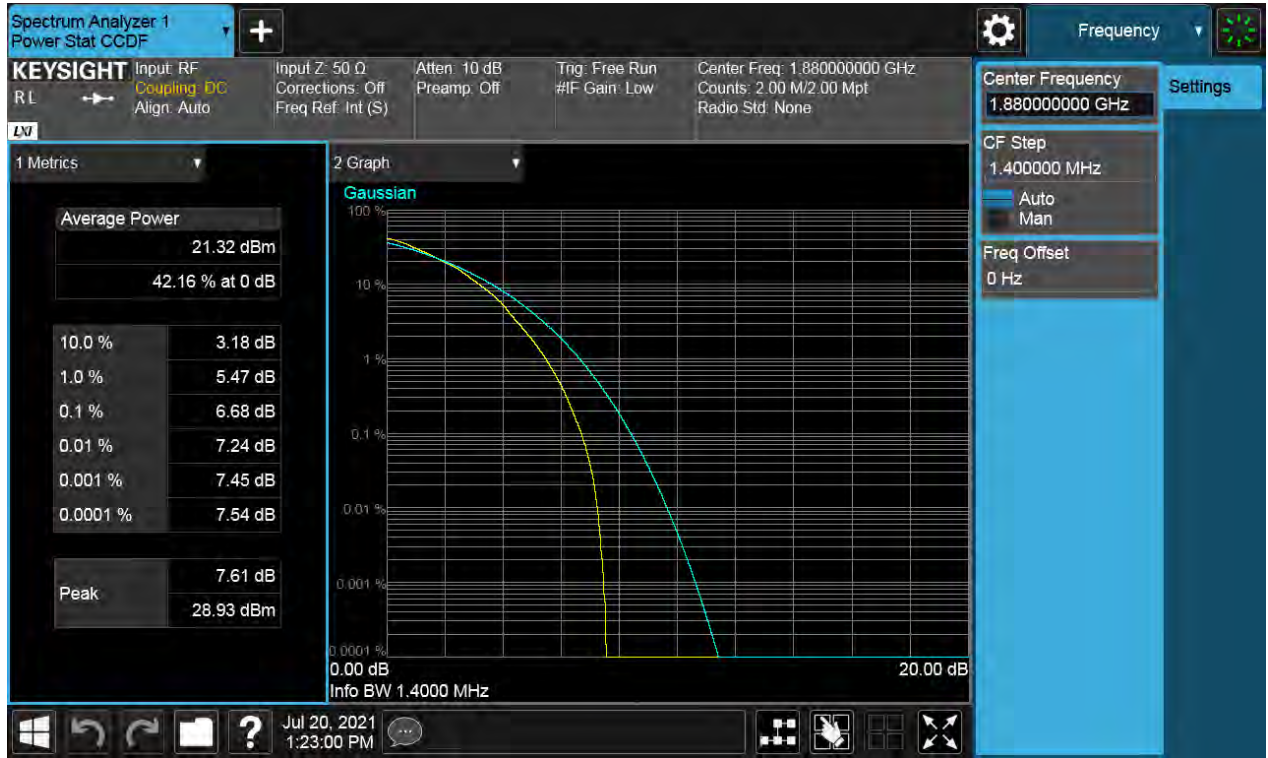 Spectrum Analyzer 1
Power Stat CCDF
Frequency
KEYSIGHT
RL
LXI
Input: RF
Coupling: DC
Align: Auto
Input Z: 50 Ω
Corrections: Off
Freq Ref: Int (S)
Atten: 10 dB
Preamp: Off
Trig: Free Run
#IF Gain: Low
Center Freq: 1.880000000 GHz
Counts: 2.00 M/2.00 Mpt
Radio Std: None
Center Frequency
1.880000000 GHz
Settings
CF Step
1.400000 MHz
Auto
Man
Freq Offset
0 Hz
1 Metrics
Average Power
21.32 dBm
42.16 % at 0 dB
10.0 % 3.18 dB
1.0 % 5.47 dB
0.1 % 6.68 dB
0.01 % 7.24 dB
0.001 % 7.45 dB
0.0001 % 7.54 dB
Peak
7.61 dB
28.93 dBm
2 Graph
Gaussian
100 %
10 %
1 %
0.1 %
0.01 %
0.001 %
0.0001 %
0.00 dB 20.00 dB
Info BW 1.4000 MHz
?
Jul 20, 2021
1:23:00 PM